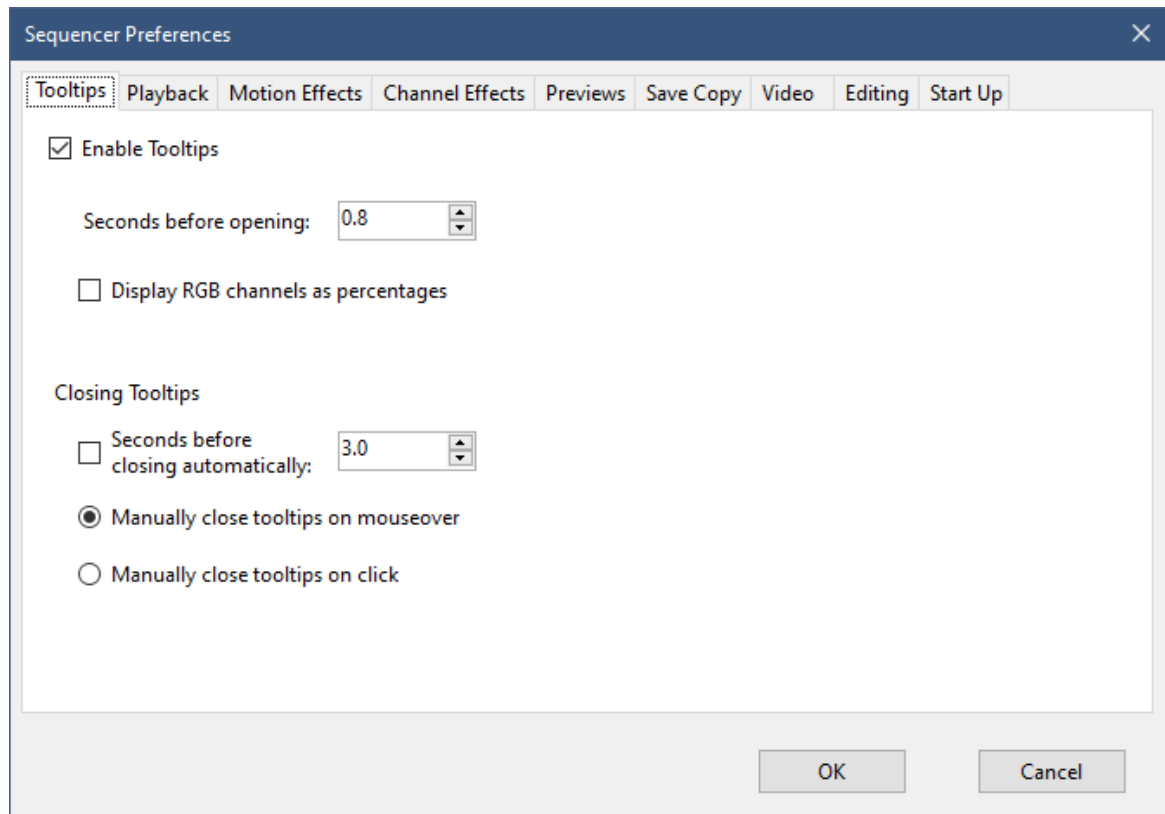 Sequencer Preferences
Tooltips Playback Motion Effects Channel Effects Previews Save Copy Video Editing Start Up
Enable Tooltips
Seconds before opening: 0.8
Display RGB channels as percentages
Closing Tooltips
Seconds before
closing automatically: 3.0
Manually close tooltips on mouseover
Manually close tooltips on click
OK Cancel